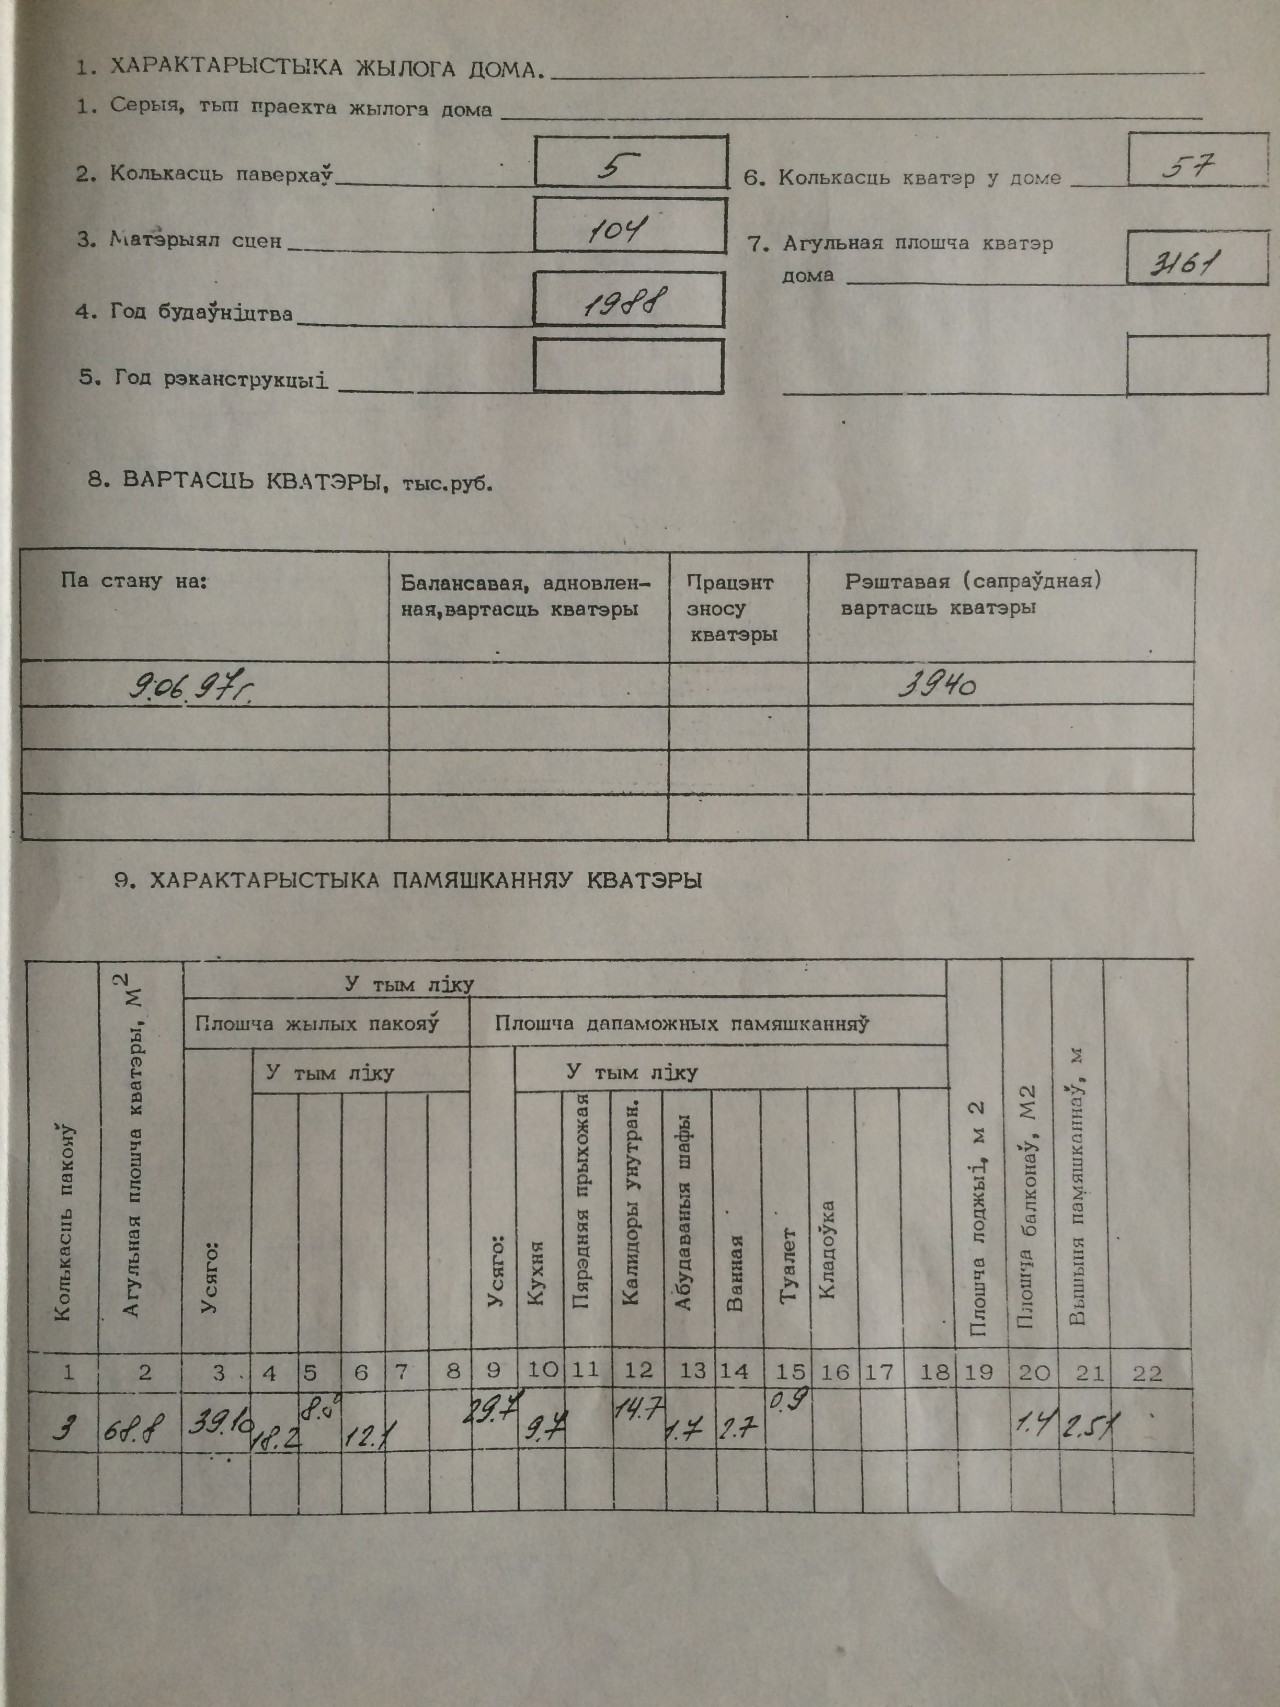 1. ХАРАКТАРЫСТЫКА ЖЫЛОГА ДОМА.
1. Серыя, тып праекта жылога дома
2. Колькасць паверхаў 5
6. Колькасць кватэр у доме 57
3. Матэрыял сцен 104
7. Агульная плошча кватэр
дома 3161
4. Год будаўніцтва 1988
5. Год рэканструкцыі
8. ВАРТАСЦЬ КВАТЭРЫ, тыс.руб.
Па стану на: Балансавая, адновлен- Працэнт Рэштавая (сапраўдная)
ная,вартасць кватэры зносу вартасць кватэры
кватэры
9.06.97г. 3940
9. ХАРАКТАРЫСТЫКА ПАМЯШКАННЯУ КВАТЭРЫ
Колькасць пакояў
Агульная плошча кватэры, М2
У тым ліку
Плошча жылых пакояў Плошча дапаможных памяшканняў
У тым ліку У тым ліку
Усяго:
Усяго:
Кухня
Пярэдняя прыхожая
Калидоры унутран.
Абудаваныя шафы
Ванная
Туалет
Кладоўка
Плошча лоджыі, м 2
Плошча балконаў, М2
Вышыня памяшканнаў, м
1 2 3 4 5 6 7 8 9 10 11 12 13 14 15 16 17 18 19 20 21 22
3 68.8 39.10 18.2 12.1 29.7 9.7 14.7 1.7 2.7 0.9 1.4 2.51